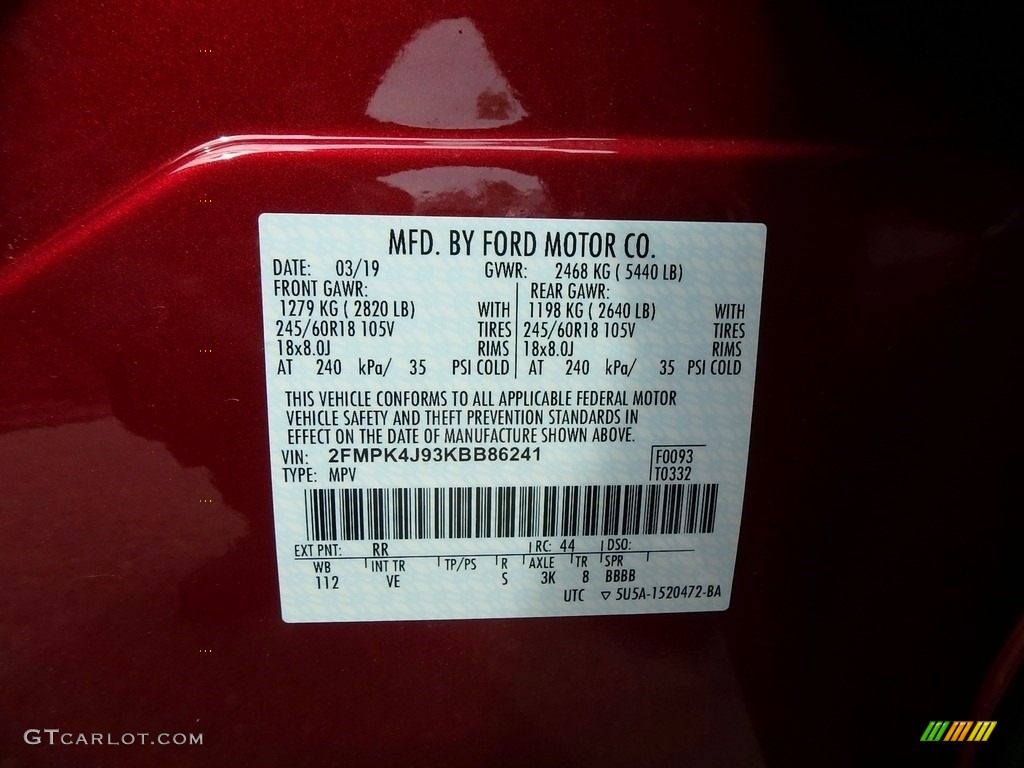 MFD. BY FORD MOTOR CO.
DATE: 03/19 GVWR: 2468 KG ( 5440 LB)
FRONT GAWR: REAR GAWR:
1279 KG ( 2820 LB) WITH 1198 KG ( 2640 LB) WITH
245/60R18 105V TIRES 245/60R18 105V TIRES
18x8.0J RIMS 18x8.0J RIMS
AT 240 kPa/ 35 PSI COLD AT 240 kPa/ 35 PSI COLD
THIS VEHICLE CONFORMS TO ALL APPLICABLE FEDERAL MOTOR
VEHICLE SAFETY AND THEFT PREVENTION STANDARDS IN
EFFECT ON THE DATE OF MANUFACTURE SHOWN ABOVE.
VIN: 2FMPK4J93KBB86241 F0093
TYPE: MPV T0332
EXT PNT: RR RC: 44 DSO:
WB INT TR TP/PS R AXLE TR SPR
112 VE S 3K 8 BBBB
UTC ▽ 5U5A-1520472-BA
GTCARLOT.COM